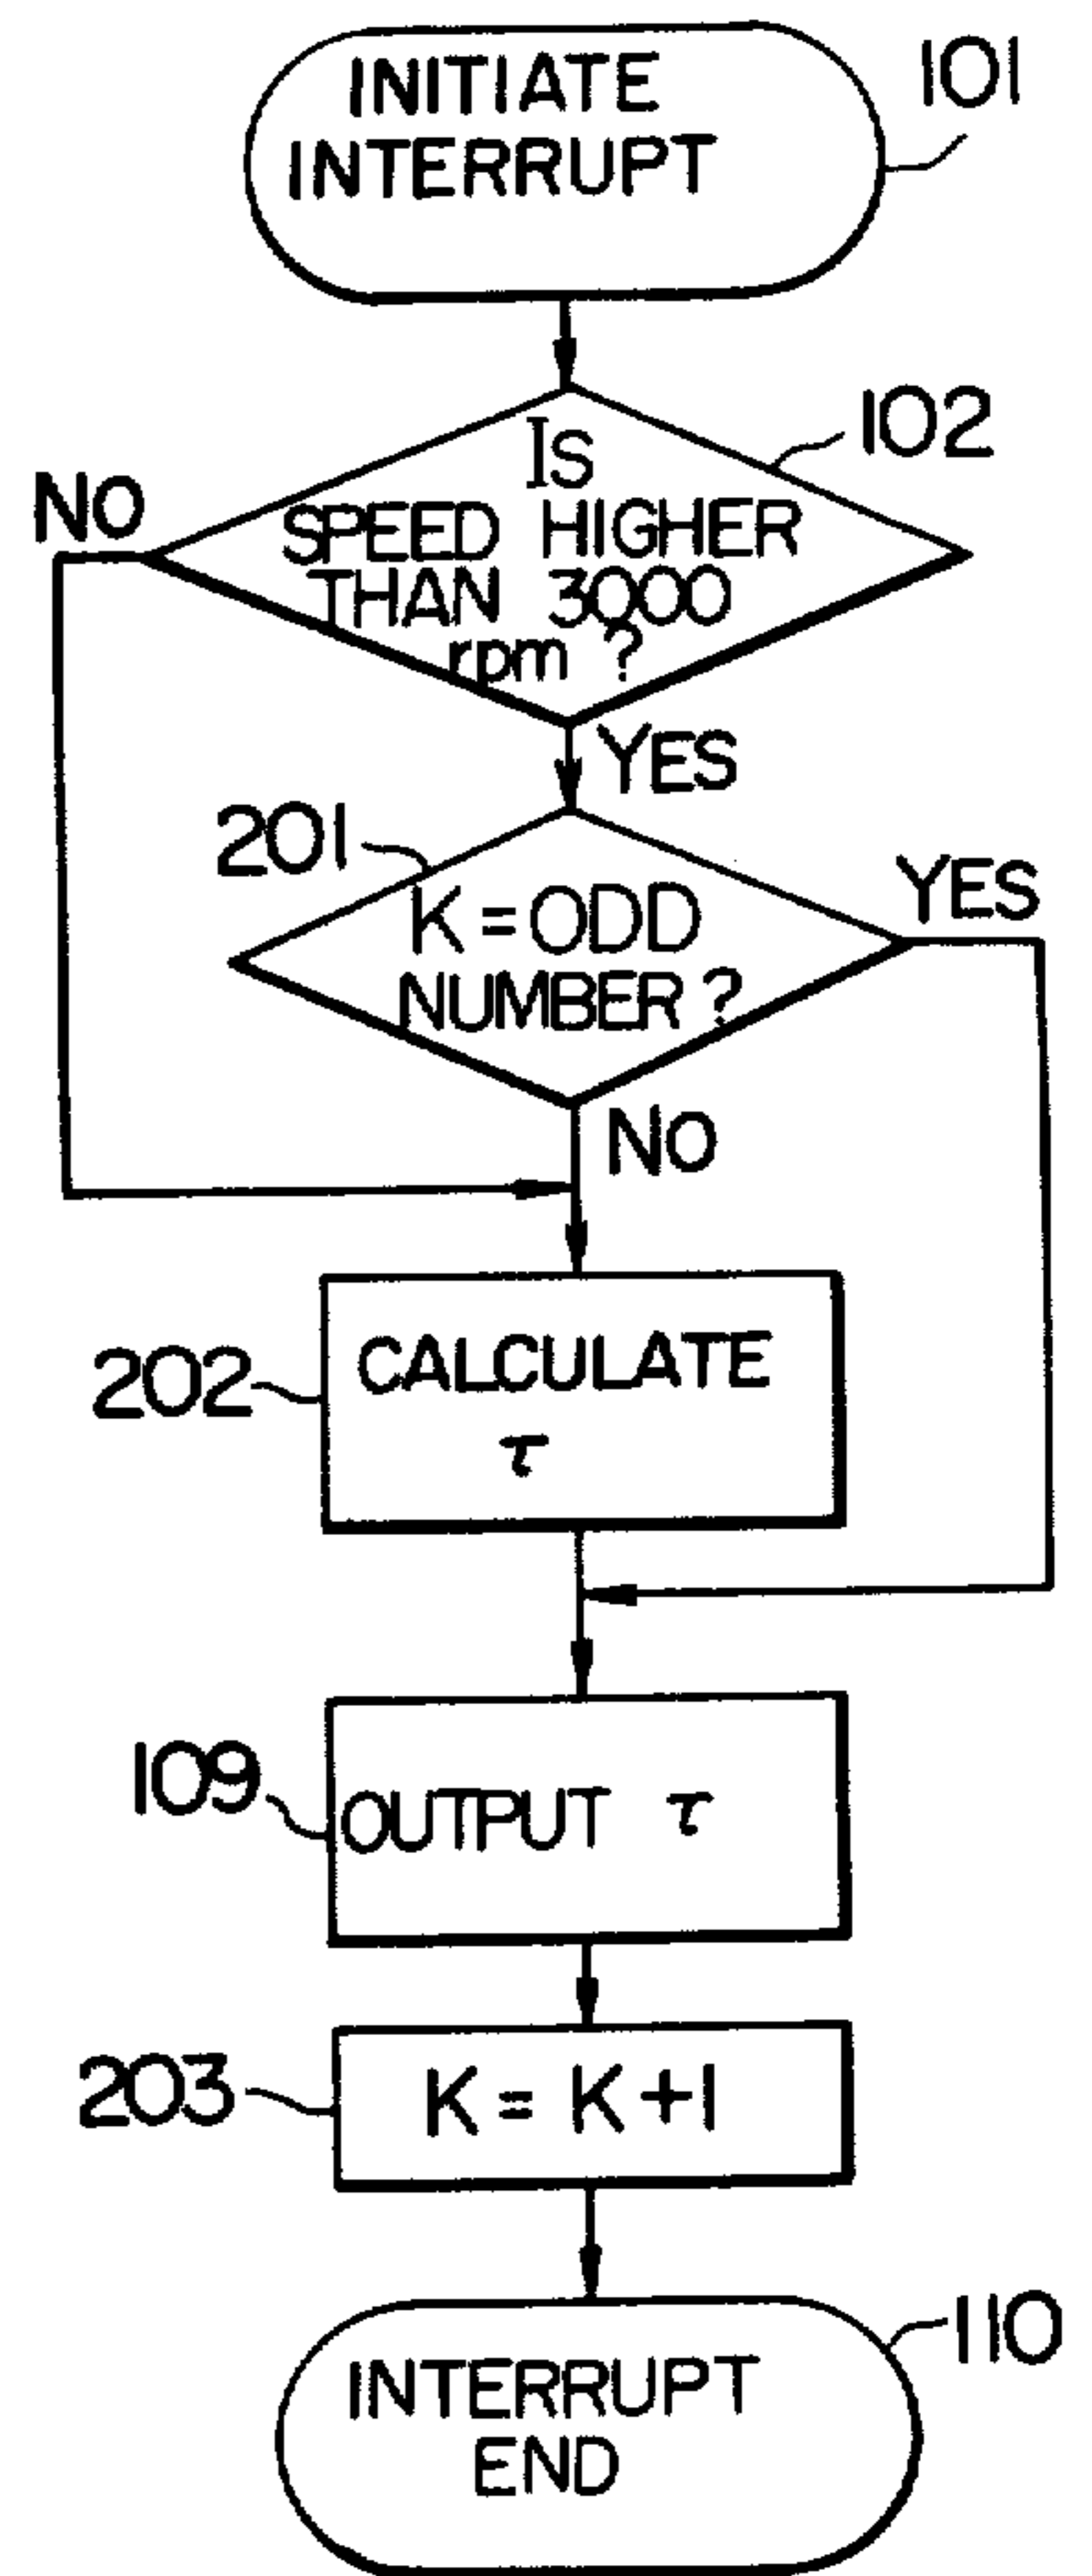 INITIATE
INTERRUPT
101
102
NO
Is
SPEED HIGHER
THAN 3000
rpm ?
YES
201
K = ODD
NUMBER ?
YES
NO
202
CALCULATE
τ
109
OUTPUT τ
203
K = K + 1
110
INTERRUPT
END